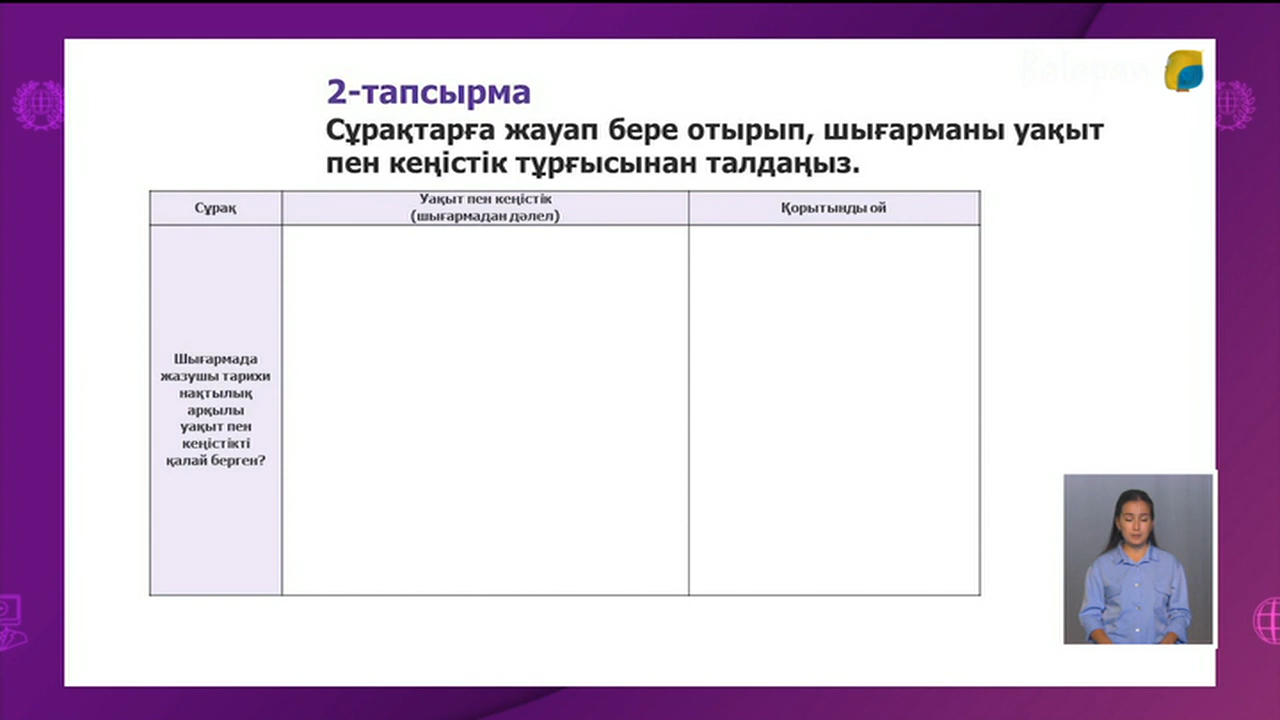 Balapan
2-тапсырма
Сұрақтарға жауап бере отырып, шығарманы уақыт
пен кеңістік тұрғысынан талдаңыз.
Сұрақ
Уақыт пен кеңістік
(шығармадан дәлел)
Қорытынды ой
Шығармада
жазушы тарихи
нақтылық
арқылы
уақыт пен
кеңістікті
қалай берген?